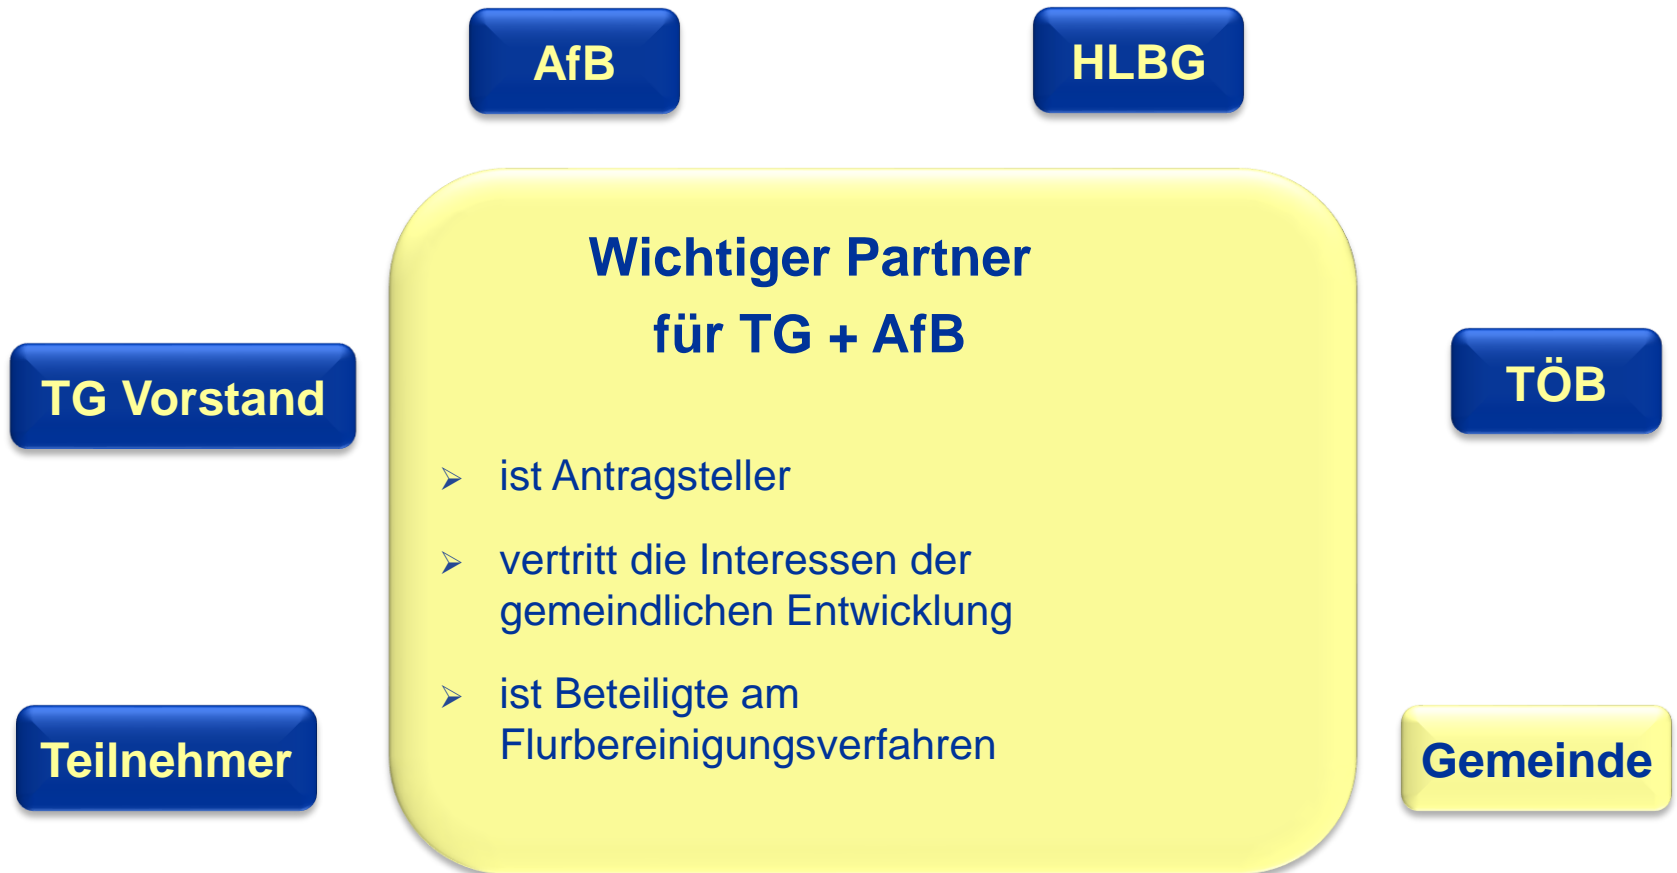 AfB
HLBG
Wichtiger Partner
für TG + AfB
TG Vorstand
TÖB
➢ ist Antragsteller
➢ vertritt die Interessen der
gemeindlichen Entwicklung
➢ ist Beteiligte am
Flurbereinigungsverfahren
Teilnehmer
Gemeinde